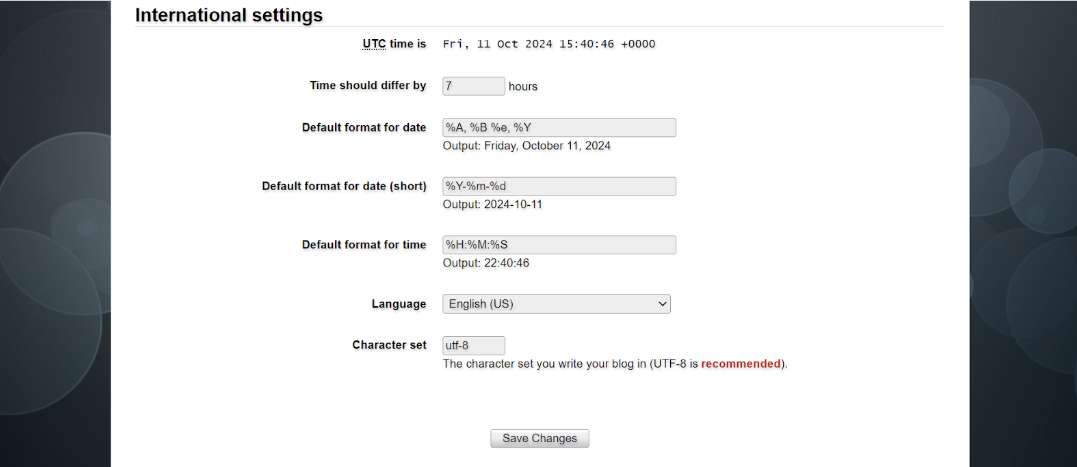 International settings
UTC time is Fri, 11 Oct 2024 15:40:46 +0000
Time should differ by 7 hours
Default format for date %A, %B %e, %Y
Output: Friday, October 11, 2024
Default format for date (short) %Y-%m-%d
Output: 2024-10-11
Default format for time %H:%M:%S
Output: 22:40:46
Language English (US)
Character set utf-8
The character set you write your blog in (UTF-8 is recommended).
Save Changes